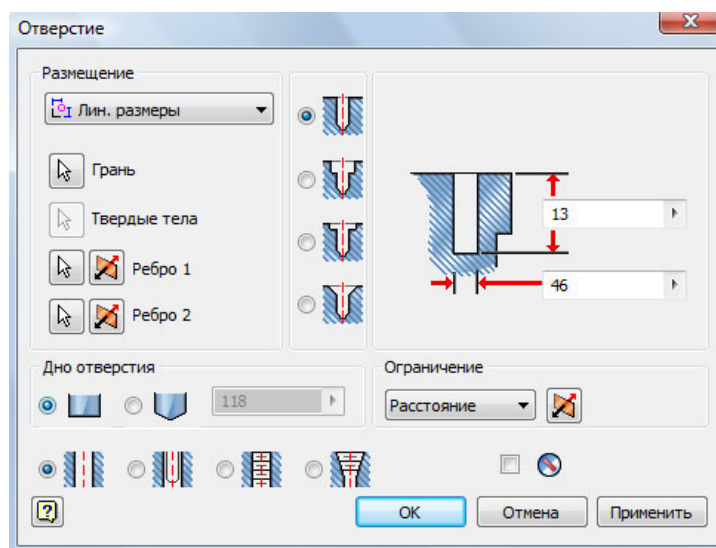 Отверстие
Размещение
Лин. размеры
Грань
Твердые тела
Ребро 1
Ребро 2
13
46
Дно отверстия
118
Ограничение
Расстояние
OK
Отмена
Применить